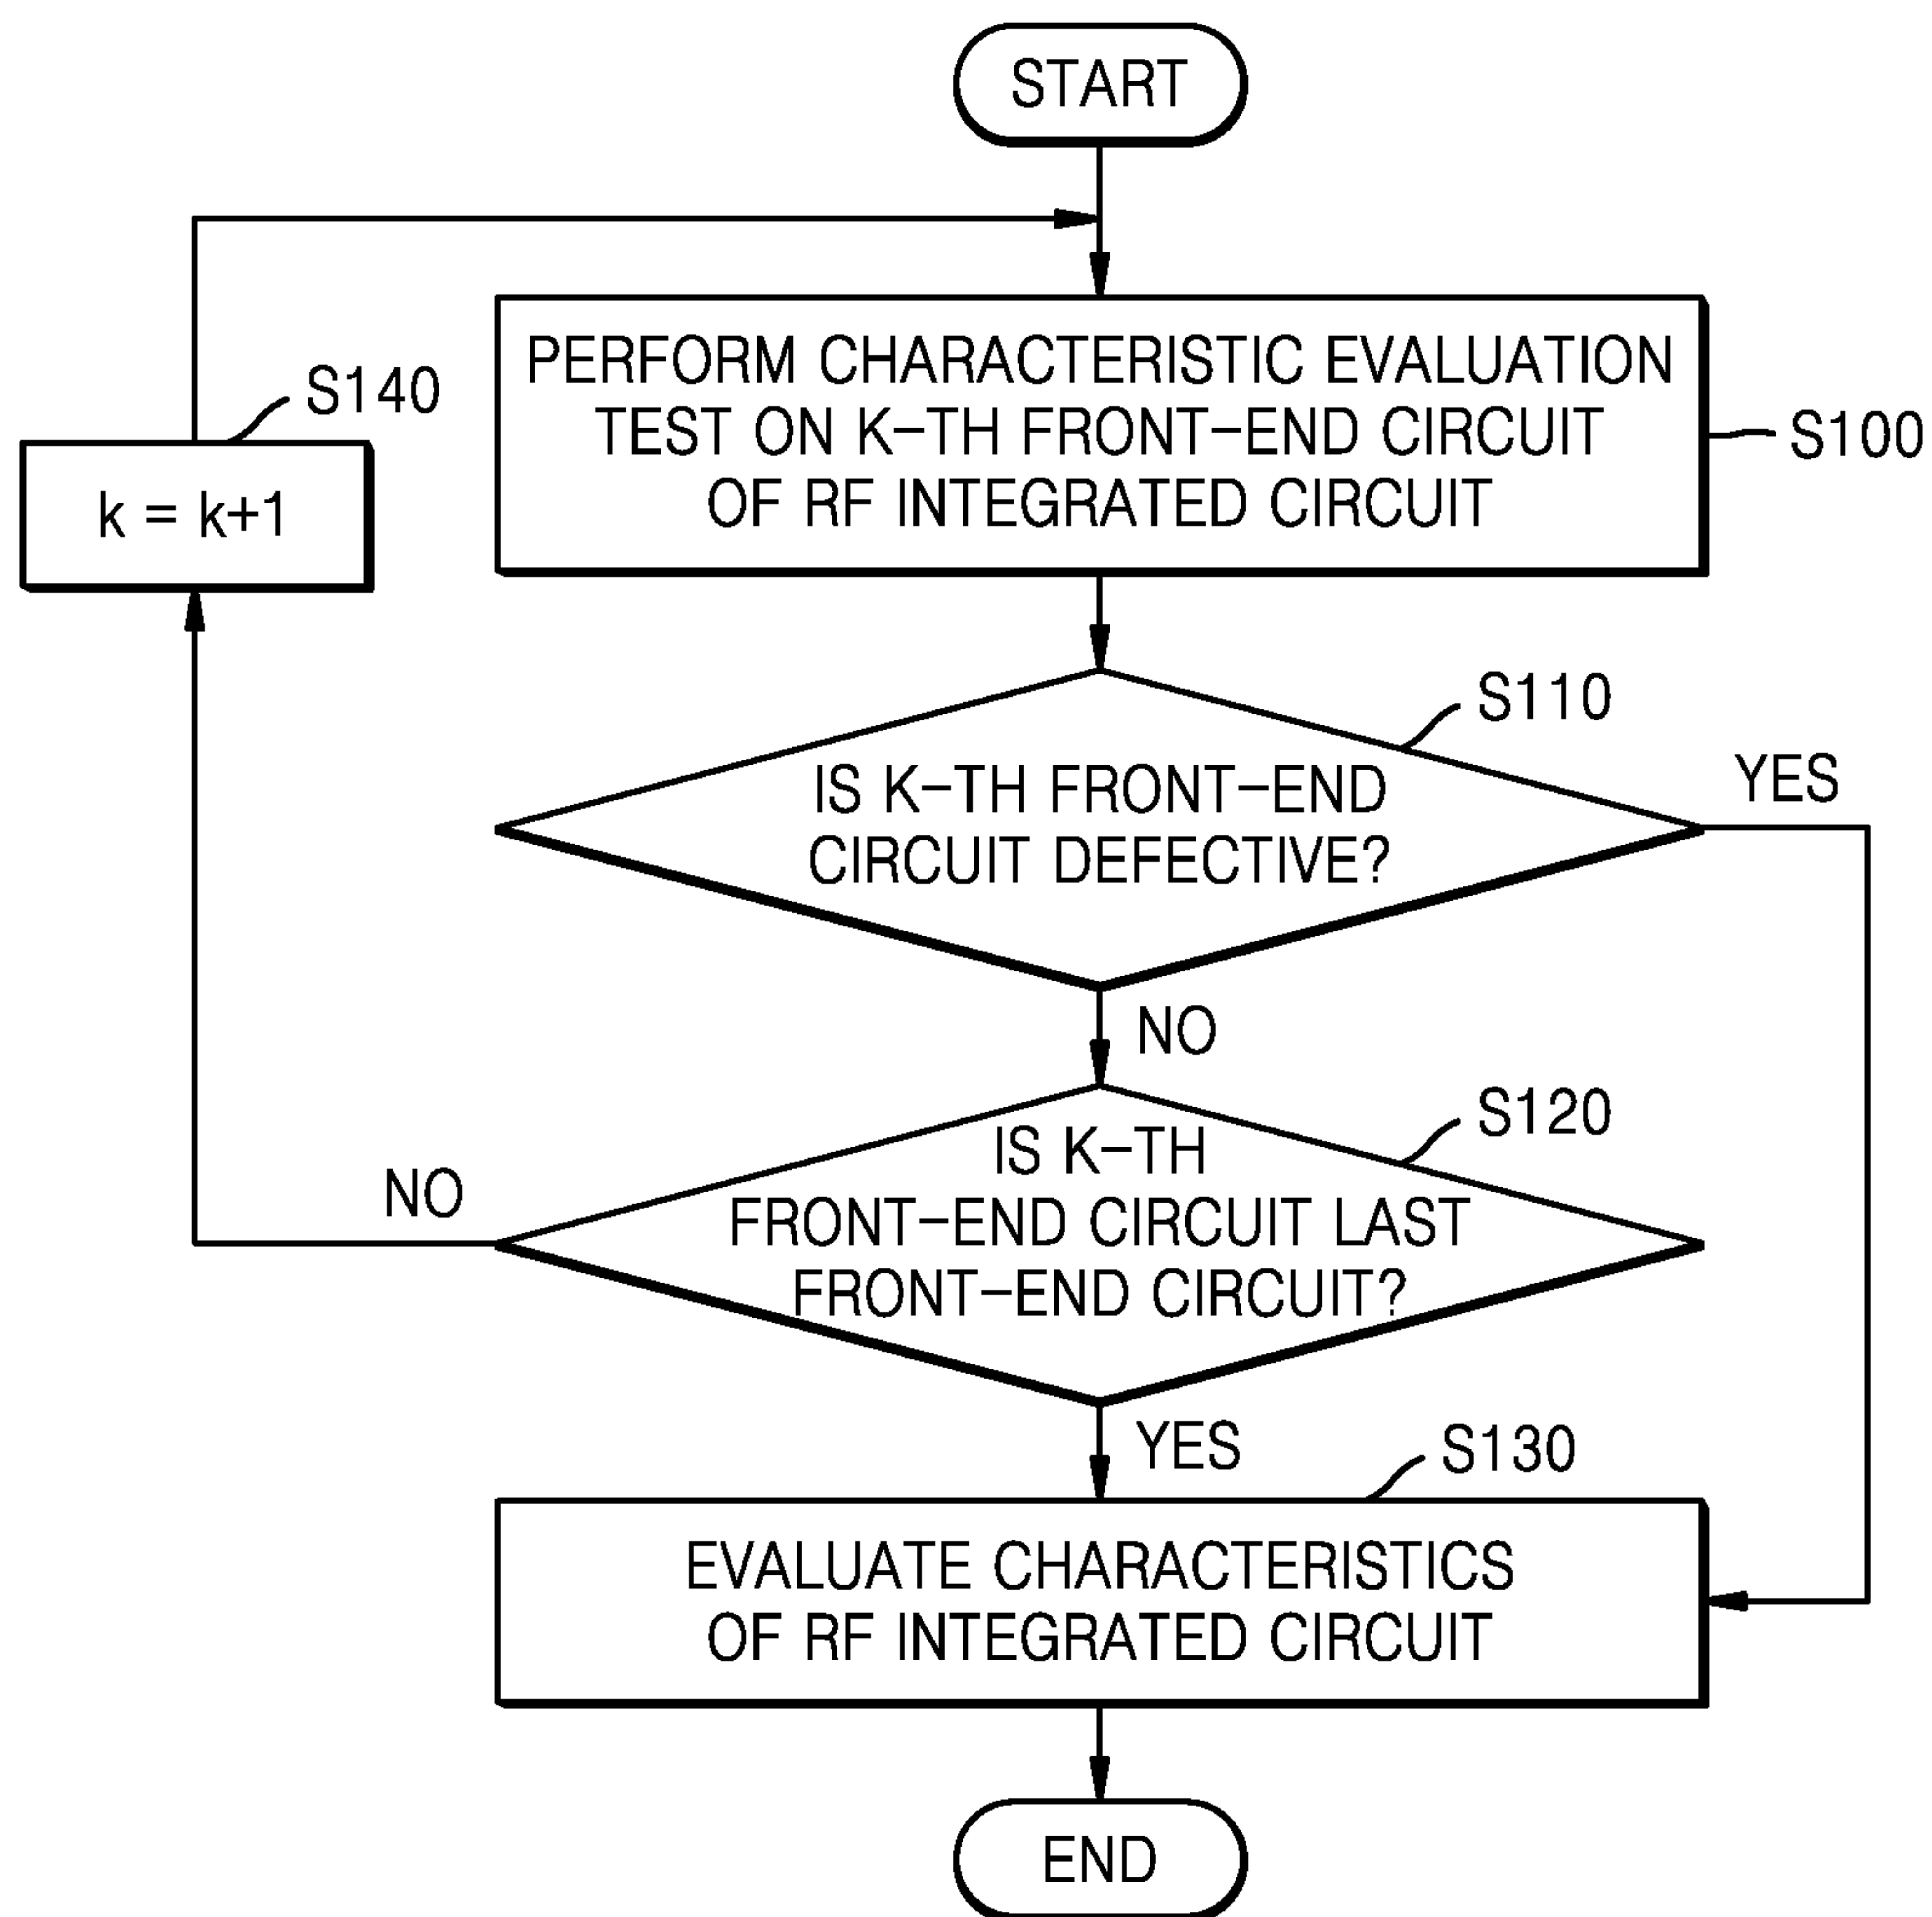 START
PERFORM CHARACTERISTIC EVALUATION
TEST ON K-TH FRONT-END CIRCUIT
OF RF INTEGRATED CIRCUIT
S100
S140
k = k+1
S110
IS K-TH FRONT-END
CIRCUIT DEFECTIVE?
YES
NO
S120
IS K-TH
FRONT-END CIRCUIT LAST
FRONT-END CIRCUIT?
NO
YES
S130
EVALUATE CHARACTERISTICS
OF RF INTEGRATED CIRCUIT
END